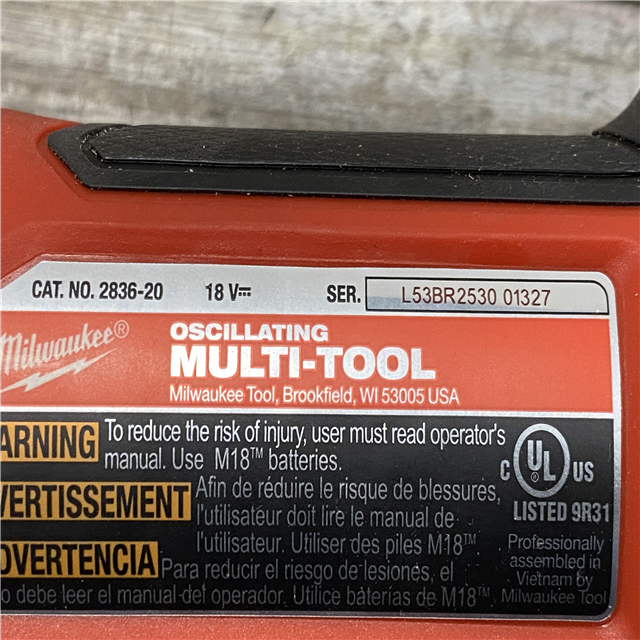 CAT. NO. 2836-20 18 V⎓ SER. L53BR2530 01327
Milwaukee®
OSCILLATING
MULTI-TOOL
Milwaukee Tool, Brookfield, WI 53005 USA
ARNING To reduce the risk of injury, user must read operator's
manual. Use M18™ batteries.
VERTISSEMENT Afin de réduire le risque de blessures,
l'utilisateur doit lire le manuel de
l'utilisateur. Utiliser des piles M18™
DVERTENCIA Para reducir el riesgo de lesiones, el
o debe leer el manual del operador. Utilice baterías de M18™
C UL® US
LISTED 9R31
Professionally
assembled in
Vietnam by
Milwaukee Tool